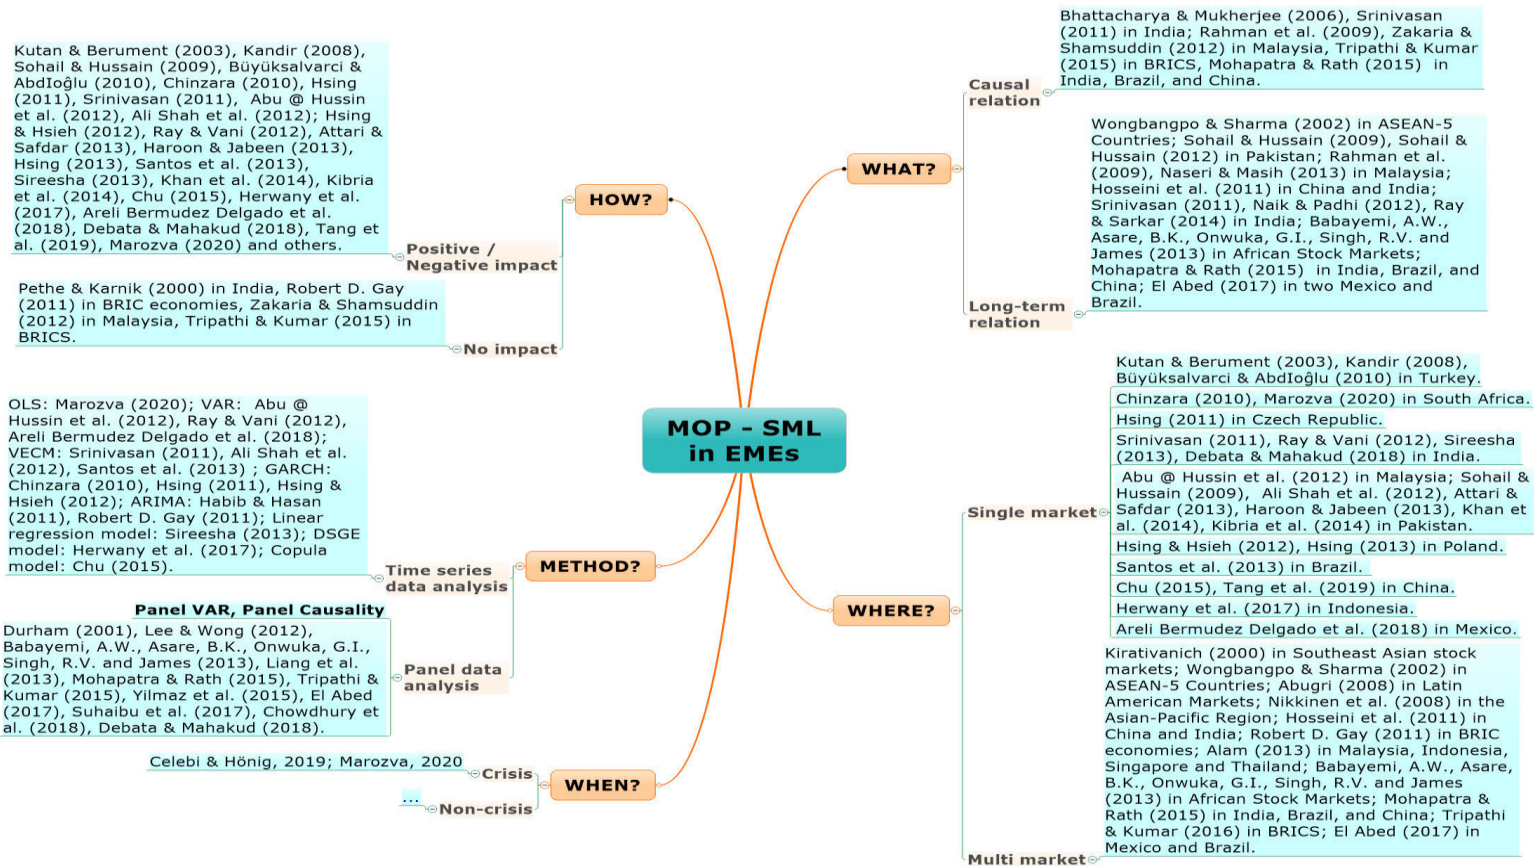 MOP – SML
in EMEs
WHAT?
Causal
relation
Bhattacharya & Mukherjee (2006), Srinivasan
(2011) in India; Rahman et al. (2009), Zakaria &
Shamsuddin (2012) in Malaysia, Tripathi & Kumar
(2015) in BRICS, Mohapatra & Rath (2015) in
India, Brazil, and China.
Long-term
relation
Wongbangpo & Sharma (2002) in ASEAN-5
Countries; Sohail & Hussain (2009), Sohail &
Hussain (2012) in Pakistan; Rahman et al.
(2009), Naseri & Masih (2013) in Malaysia;
Hosseini et al. (2011) in China and India;
Srinivasan (2011), Naik & Padhi (2012), Ray
& Sarkar (2014) in India; Babayemi, A.W.,
Asare, B.K., Onwuka, G.I., Singh, R.V. and
James (2013) in African Stock Markets;
Mohapatra & Rath (2015) in India, Brazil, and
China; El Abed (2017) in two Mexico and
Brazil.
WHERE?
Single market
Kutan & Berument (2003), Kandir (2008),
Büyüksalvarci & AbdIoĝlu (2010) in Turkey.
Chinzara (2010), Marozva (2020) in South Africa.
Hsing (2011) in Czech Republic.
Srinivasan (2011), Ray & Vani (2012), Sireesha
(2013), Debata & Mahakud (2018) in India.
Abu @ Hussin et al. (2012) in Malaysia; Sohail &
Hussain (2009), Ali Shah et al. (2012), Attari &
Safdar (2013), Haroon & Jabeen (2013), Khan et
al. (2014), Kibria et al. (2014) in Pakistan.
Hsing & Hsieh (2012), Hsing (2013) in Poland.
Santos et al. (2013) in Brazil.
Chu (2015), Tang et al. (2019) in China.
Herwany et al. (2017) in Indonesia.
Areli Bermudez Delgado et al. (2018) in Mexico.
Multi market
Kirativanich (2000) in Southeast Asian stock
markets; Wongbangpo & Sharma (2002) in
ASEAN-5 Countries; Abugri (2008) in Latin
American Markets; Nikkinen et al. (2008) in the
Asian-Pacific Region; Hosseini et al. (2011) in
China and India; Robert D. Gay (2011) in BRIC
economies; Alam (2013) in Malaysia, Indonesia,
Singapore and Thailand; Babayemi, A.W., Asare,
B.K., Onwuka, G.I., Singh, R.V. and James
(2013) in African Stock Markets; Mohapatra &
Rath (2015) in India, Brazil, and China; Tripathi
& Kumar (2016) in BRICS; El Abed (2017) in
Mexico and Brazil.
HOW?
Positive /
Negative impact
Kutan & Berument (2003), Kandir (2008),
Sohail & Hussain (2009), Büyüksalvarci &
AbdIoĝlu (2010), Chinzara (2010), Hsing
(2011), Srinivasan (2011), Abu @ Hussin
et al. (2012), Ali Shah et al. (2012); Hsing
& Hsieh (2012), Ray & Vani (2012), Attari &
Safdar (2013), Haroon & Jabeen (2013),
Hsing (2013), Santos et al. (2013),
Sireesha (2013), Khan et al. (2014), Kibria
et al. (2014), Chu (2015), Herwany et al.
(2017), Areli Bermudez Delgado et al.
(2018), Debata & Mahakud (2018), Tang et
al. (2019), Marozva (2020) and others.
No impact
Pethe & Karnik (2000) in India, Robert D. Gay
(2011) in BRIC economies, Zakaria & Shamsuddin
(2012) in Malaysia, Tripathi & Kumar (2015) in
BRICS.
METHOD?
Time series
data analysis
OLS: Marozva (2020); VAR: Abu @
Hussin et al. (2012), Ray & Vani (2012),
Areli Bermudez Delgado et al. (2018);
VECM: Srinivasan (2011), Ali Shah et al.
(2012), Santos et al. (2013) ; GARCH:
Chinzara (2010), Hsing (2011), Hsing &
Hsieh (2012); ARIMA: Habib & Hasan
(2011), Robert D. Gay (2011); Linear
regression model: Sireesha (2013); DSGE
model: Herwany et al. (2017); Copula
model: Chu (2015).
Panel data
analysis
Panel VAR, Panel Causality
Durham (2001), Lee & Wong (2012),
Babayemi, A.W., Asare, B.K., Onwuka, G.I.,
Singh, R.V. and James (2013), Liang et al.
(2013), Mohapatra & Rath (2015), Tripathi &
Kumar (2015), Yilmaz et al. (2015), El Abed
(2017), Suhaibu et al. (2017), Chowdhury et
al. (2018), Debata & Mahakud (2018).
WHEN?
Crisis
Celebi & Hönig, 2019; Marozva, 2020
Non-crisis
...